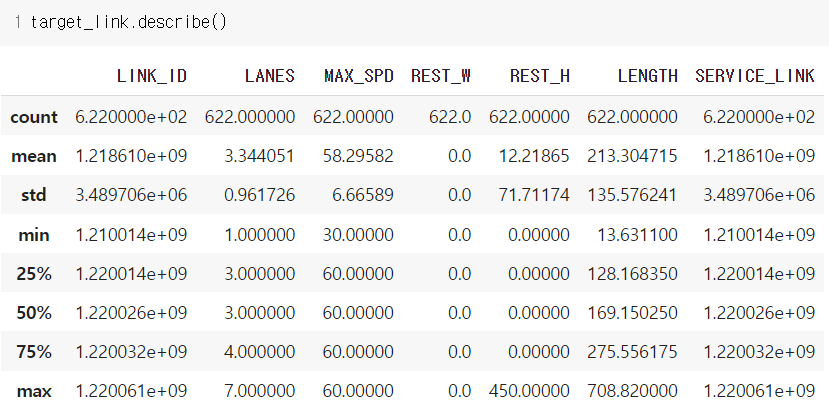 1 target_link.describe()
LINK_ID LANES MAX_SPD REST_W REST_H LENGTH SERVICE_LINK
count 6.220000e+02 622.000000 622.00000 622.0 622.00000 622.000000 6.220000e+02
mean 1.218610e+09 3.344051 58.29582 0.0 12.21865 213.304715 1.218610e+09
std 3.489706e+06 0.961726 6.66589 0.0 71.71174 135.576241 3.489706e+06
min 1.210014e+09 1.000000 30.00000 0.0 0.00000 13.631100 1.210014e+09
25% 1.220014e+09 3.000000 60.00000 0.0 0.00000 128.168350 1.220014e+09
50% 1.220026e+09 3.000000 60.00000 0.0 0.00000 169.150250 1.220026e+09
75% 1.220032e+09 4.000000 60.00000 0.0 0.00000 275.556175 1.220032e+09
max 1.220061e+09 7.000000 60.00000 0.0 450.00000 708.820000 1.220061e+09